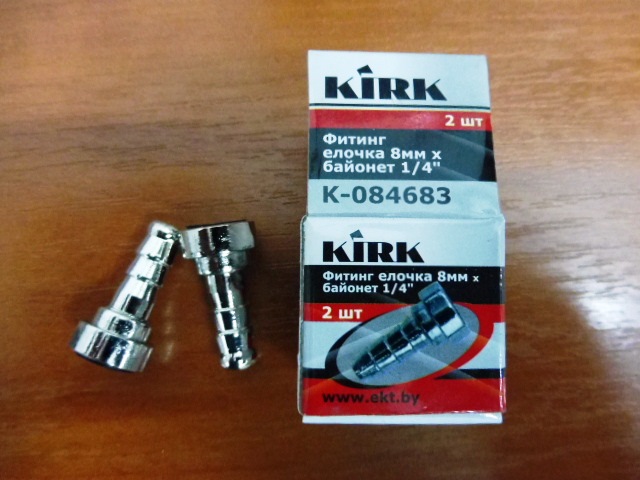 KIRK
2 шт
Фитинг
елочка 8мм x
байонет 1/4"
K-084683
KIRK
Фитинг елочка 8мм x
байонет 1/4"
2 шт
www.ekt.by